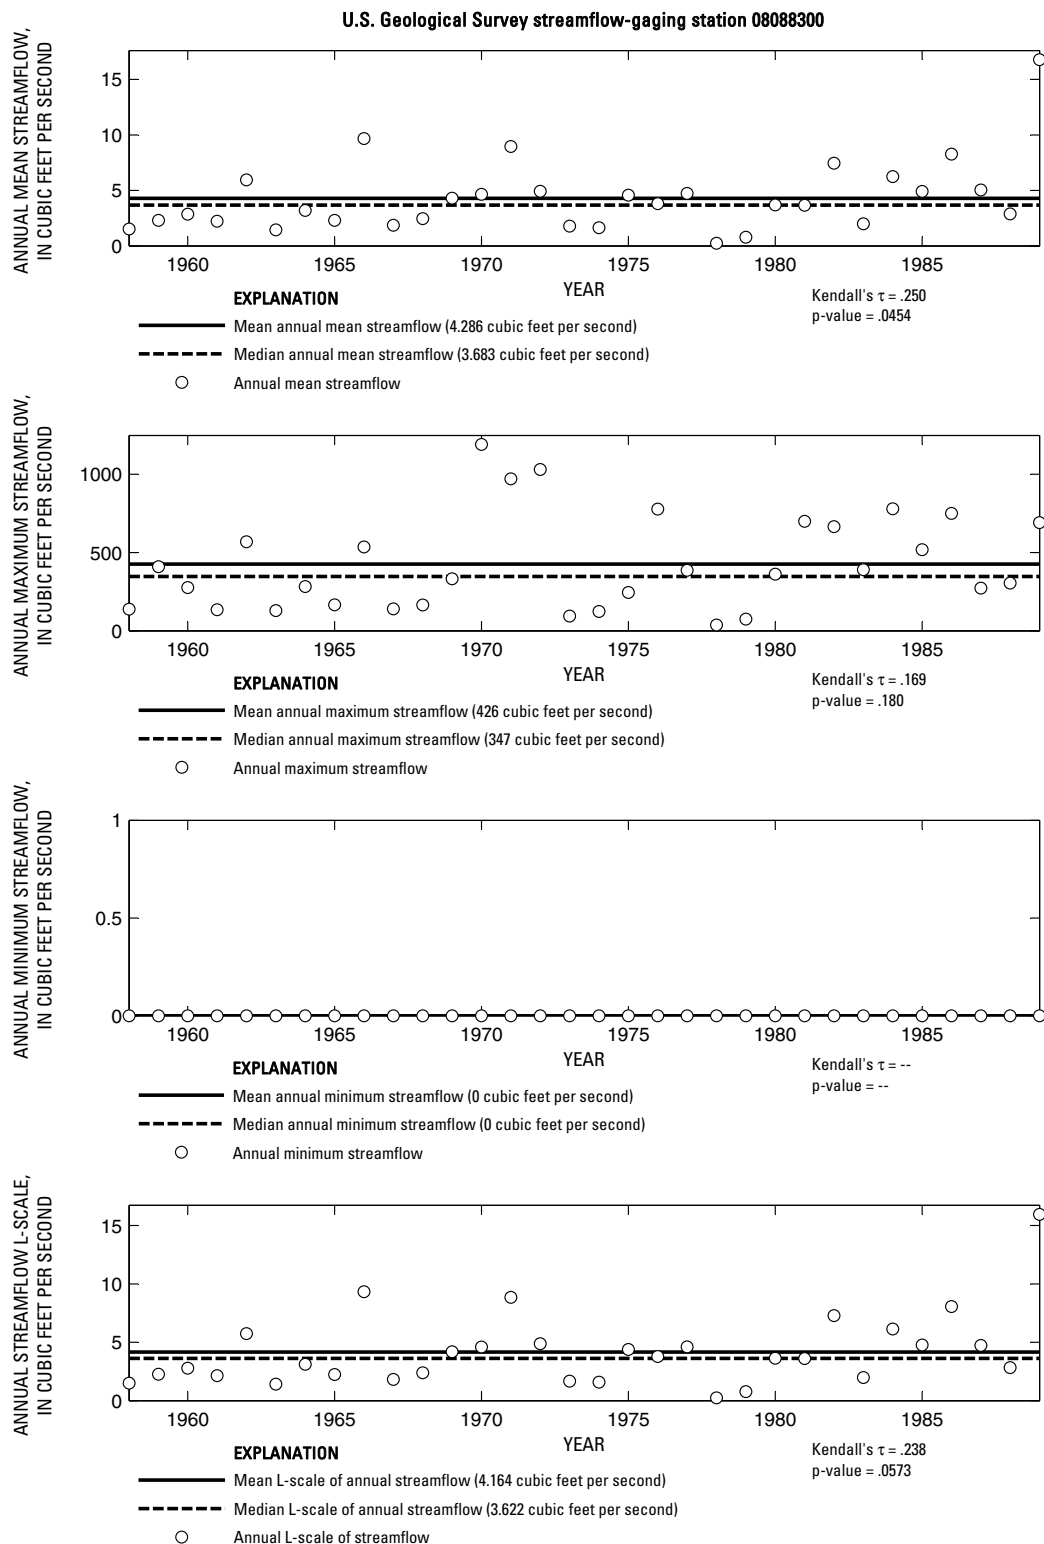 U.S. Geological Survey streamflow-gaging station 08088300
ANNUAL MEAN STREAMFLOW,
IN CUBIC FEET PER SECOND
15
10
5
0
1960 1965 1970 1975 1980 1985
YEAR
EXPLANATION
Mean annual mean streamflow (4.286 cubic feet per second)
Median annual mean streamflow (3.683 cubic feet per second)
Annual mean streamflow
Kendall's τ = .250
p-value = .0454
ANNUAL MAXIMUM STREAMFLOW,
IN CUBIC FEET PER SECOND
1000
500
0
1960 1965 1970 1975 1980 1985
YEAR
EXPLANATION
Mean annual maximum streamflow (426 cubic feet per second)
Median annual maximum streamflow (347 cubic feet per second)
Annual maximum streamflow
Kendall's τ = .169
p-value = .180
ANNUAL MINIMUM STREAMFLOW,
IN CUBIC FEET PER SECOND
1
0.5
0
1960 1965 1970 1975 1980 1985
YEAR
EXPLANATION
Mean annual minimum streamflow (0 cubic feet per second)
Median annual minimum streamflow (0 cubic feet per second)
Annual minimum streamflow
Kendall's τ = --
p-value = --
ANNUAL STREAMFLOW L-SCALE,
IN CUBIC FEET PER SECOND
15
10
5
0
1960 1965 1970 1975 1980 1985
YEAR
EXPLANATION
Mean L-scale of annual streamflow (4.164 cubic feet per second)
Median L-scale of annual streamflow (3.622 cubic feet per second)
Annual L-scale of streamflow
Kendall's τ = .238
p-value = .0573